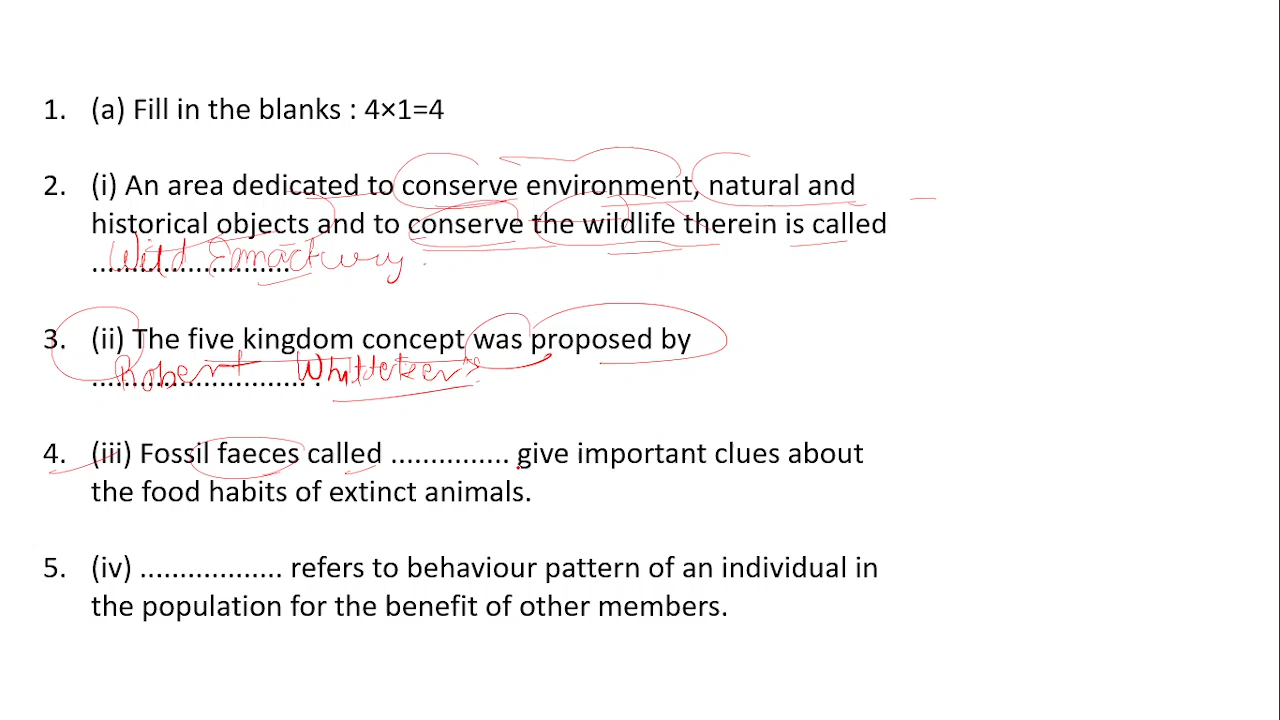 1. (a) Fill in the blanks : 4×1=4
2. (i) An area dedicated to conserve environment, natural and
historical objects and to conserve the wildlife therein is called
.........................
Wild
3. (ii) The five kingdom concept was proposed by
........................... .
Robert Whitteker
4. (iii) Fossil faeces called ............... give important clues about
the food habits of extinct animals.
5. (iv) .................. refers to behaviour pattern of an individual in
the population for the benefit of other members.